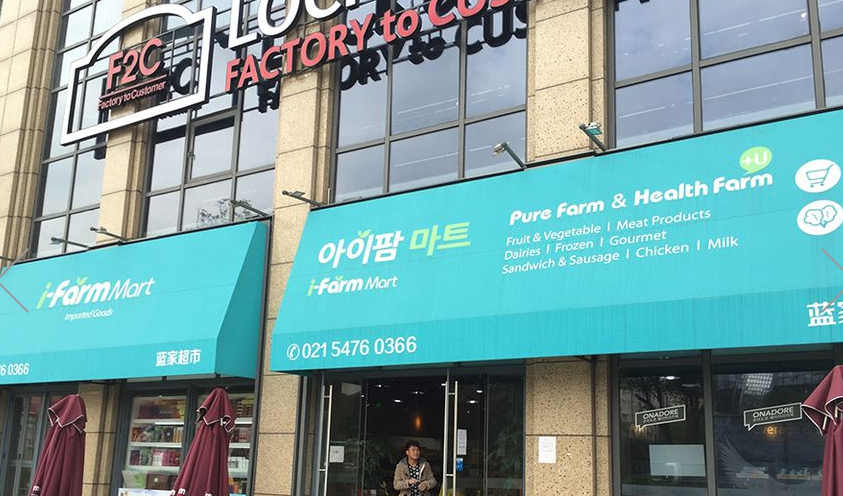 F2C
Factory to Customer
FACTORY to
i-farm Mart
Imported Goods
6 0366
蓝家超市
아이팜 마트
i-farm Mart
✆021 5476 0366
+U
Pure Farm & Health Farm
Fruit & Vegetable | Meat Products
Dairies | Frozen | Gourmet
Sandwich & Sausage | Chicken | Milk
蓝家
ONADORE
ONADORE